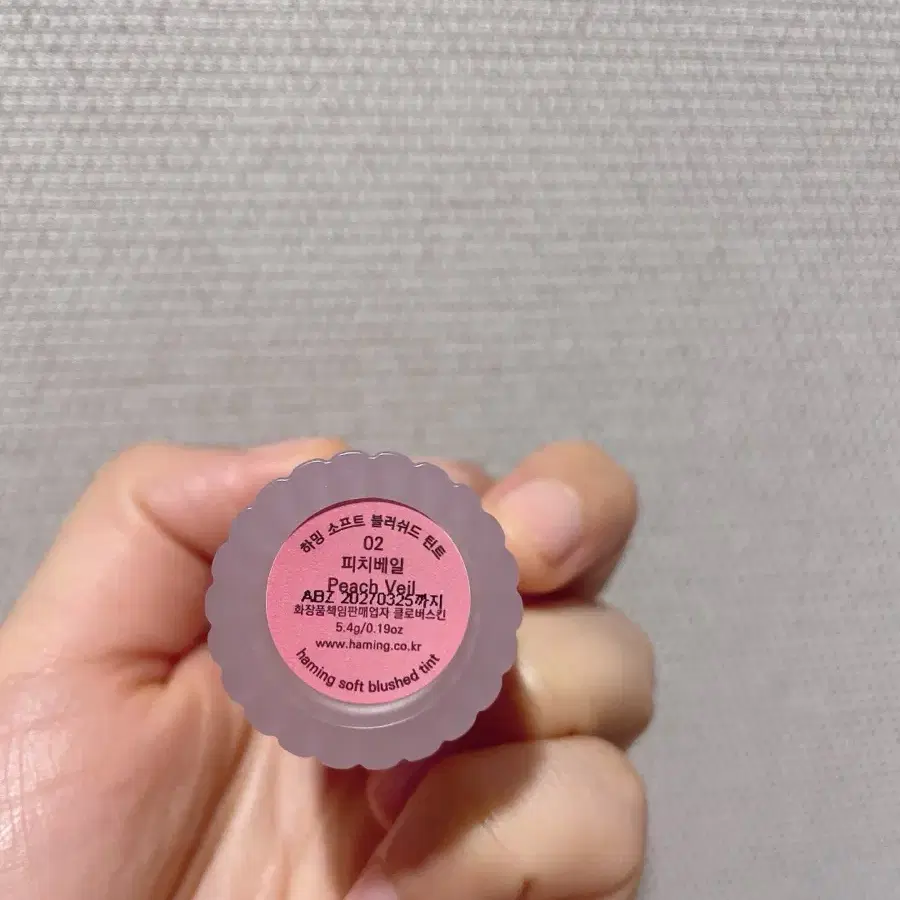 하밍 소프트 블러쉬드 틴트
02
피치베일
Peach Veil
ABZ 20270325까지
화장품책임판매업자 클로버스킨
5.4g/0.19oz
www.haming.co.kr
haming soft blushed tint